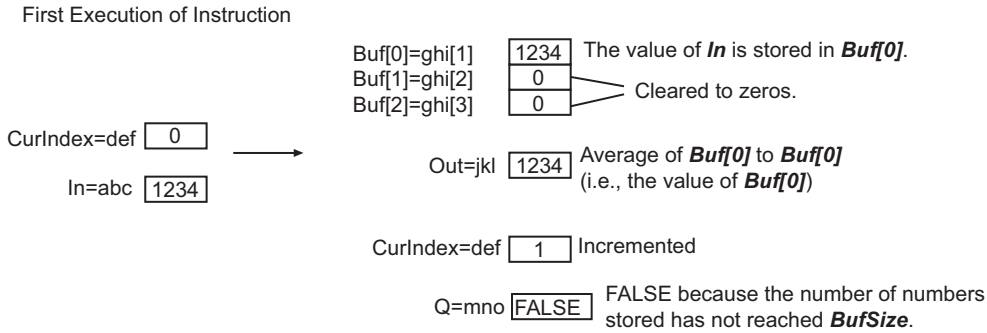 First Execution of Instruction
Buf[0]=ghi[1] 1234 The value of In is stored in Buf[0].
Buf[1]=ghi[2] 0
Buf[2]=ghi[3] 0
Cleared to zeros.
CurIndex=def 0
In=abc 1234
Out=jkl 1234 Average of Buf[0] to Buf[0]
(i.e., the value of Buf[0])
CurIndex=def 1 Incremented
Q=mno FALSE FALSE because the number of numbers
stored has not reached BufSize.